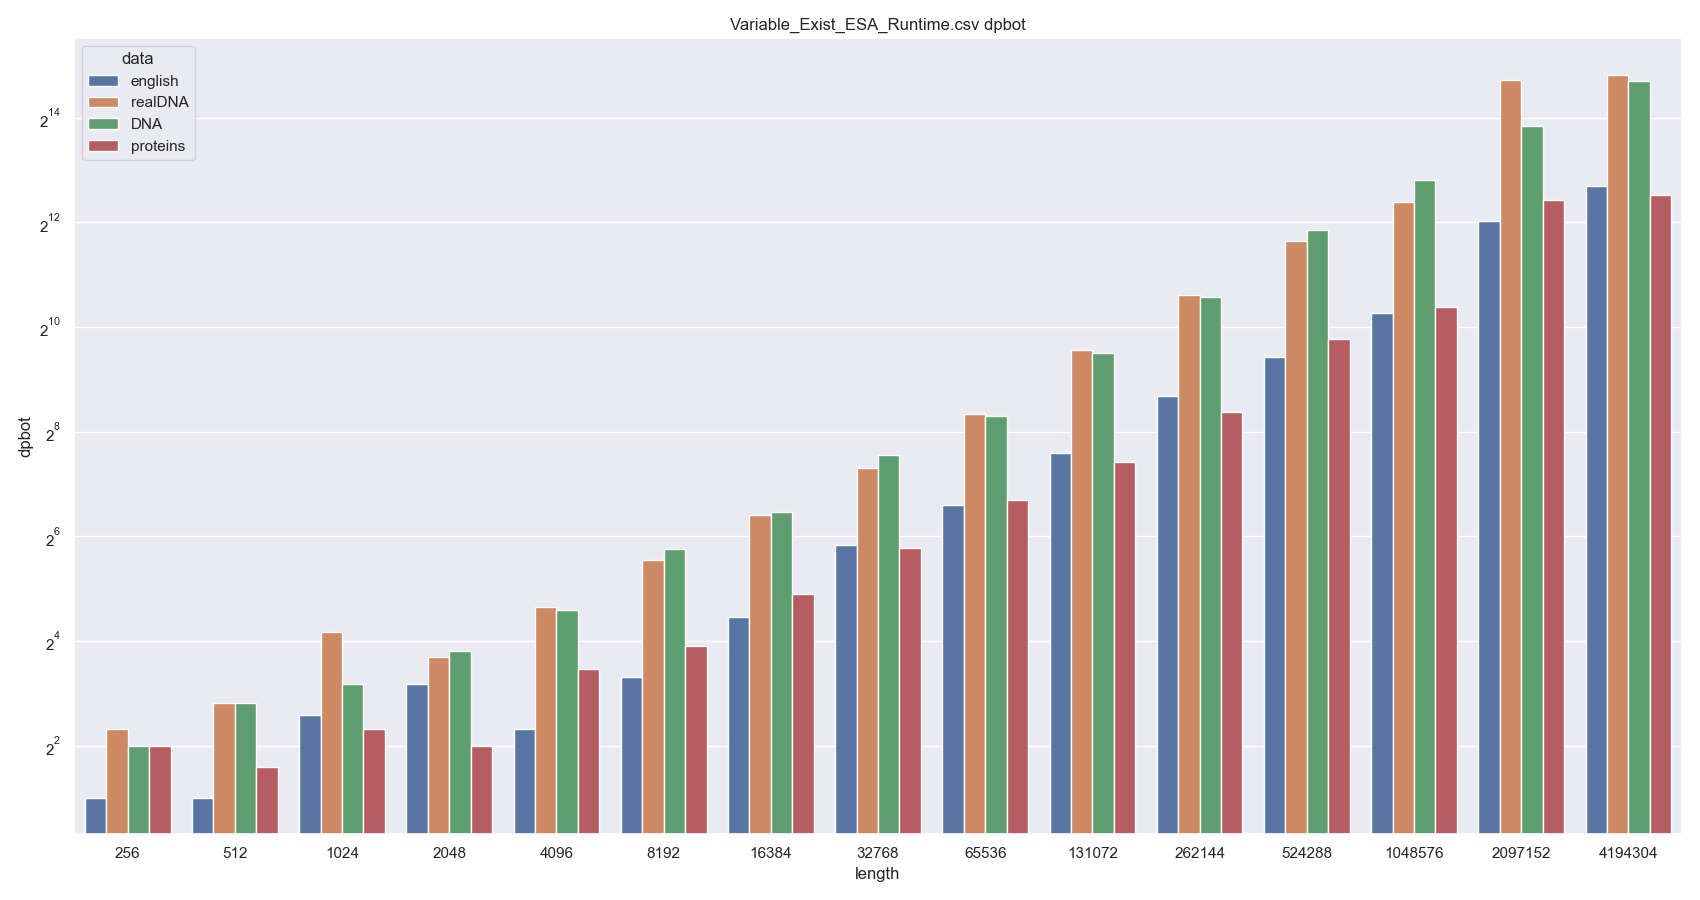 Variable_Exist_ESA_Runtime.csv dpbot
data
english
realDNA
DNA
proteins
2^14
2^12
2^10
2^8
2^6
2^4
2^2
dpbot
256 512 1024 2048 4096 8192 16384 32768 65536 131072 262144 524288 1048576 2097152 4194304
length